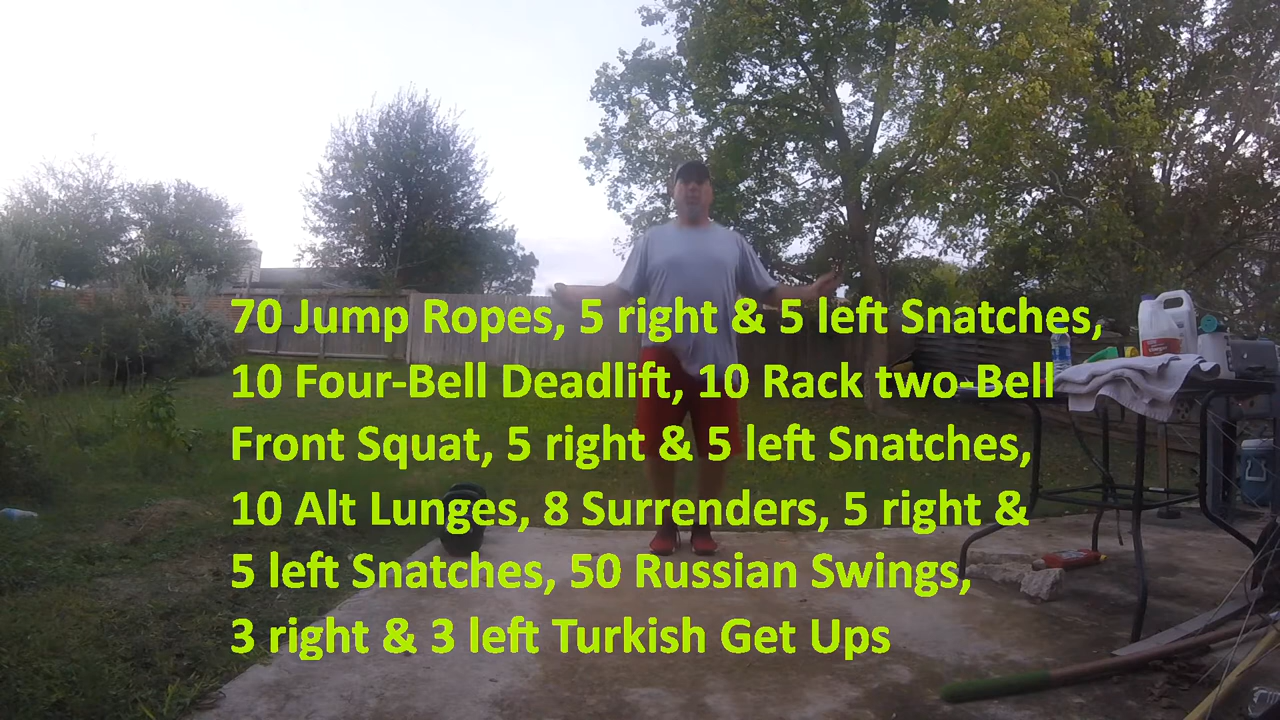 70 Jump Ropes, 5 right & 5 left Snatches,
10 Four-Bell Deadlift, 10 Rack two-Bell
Front Squat, 5 right & 5 left Snatches,
10 Alt Lunges, 8 Surrenders, 5 right &
5 left Snatches, 50 Russian Swings,
3 right & 3 left Turkish Get Ups